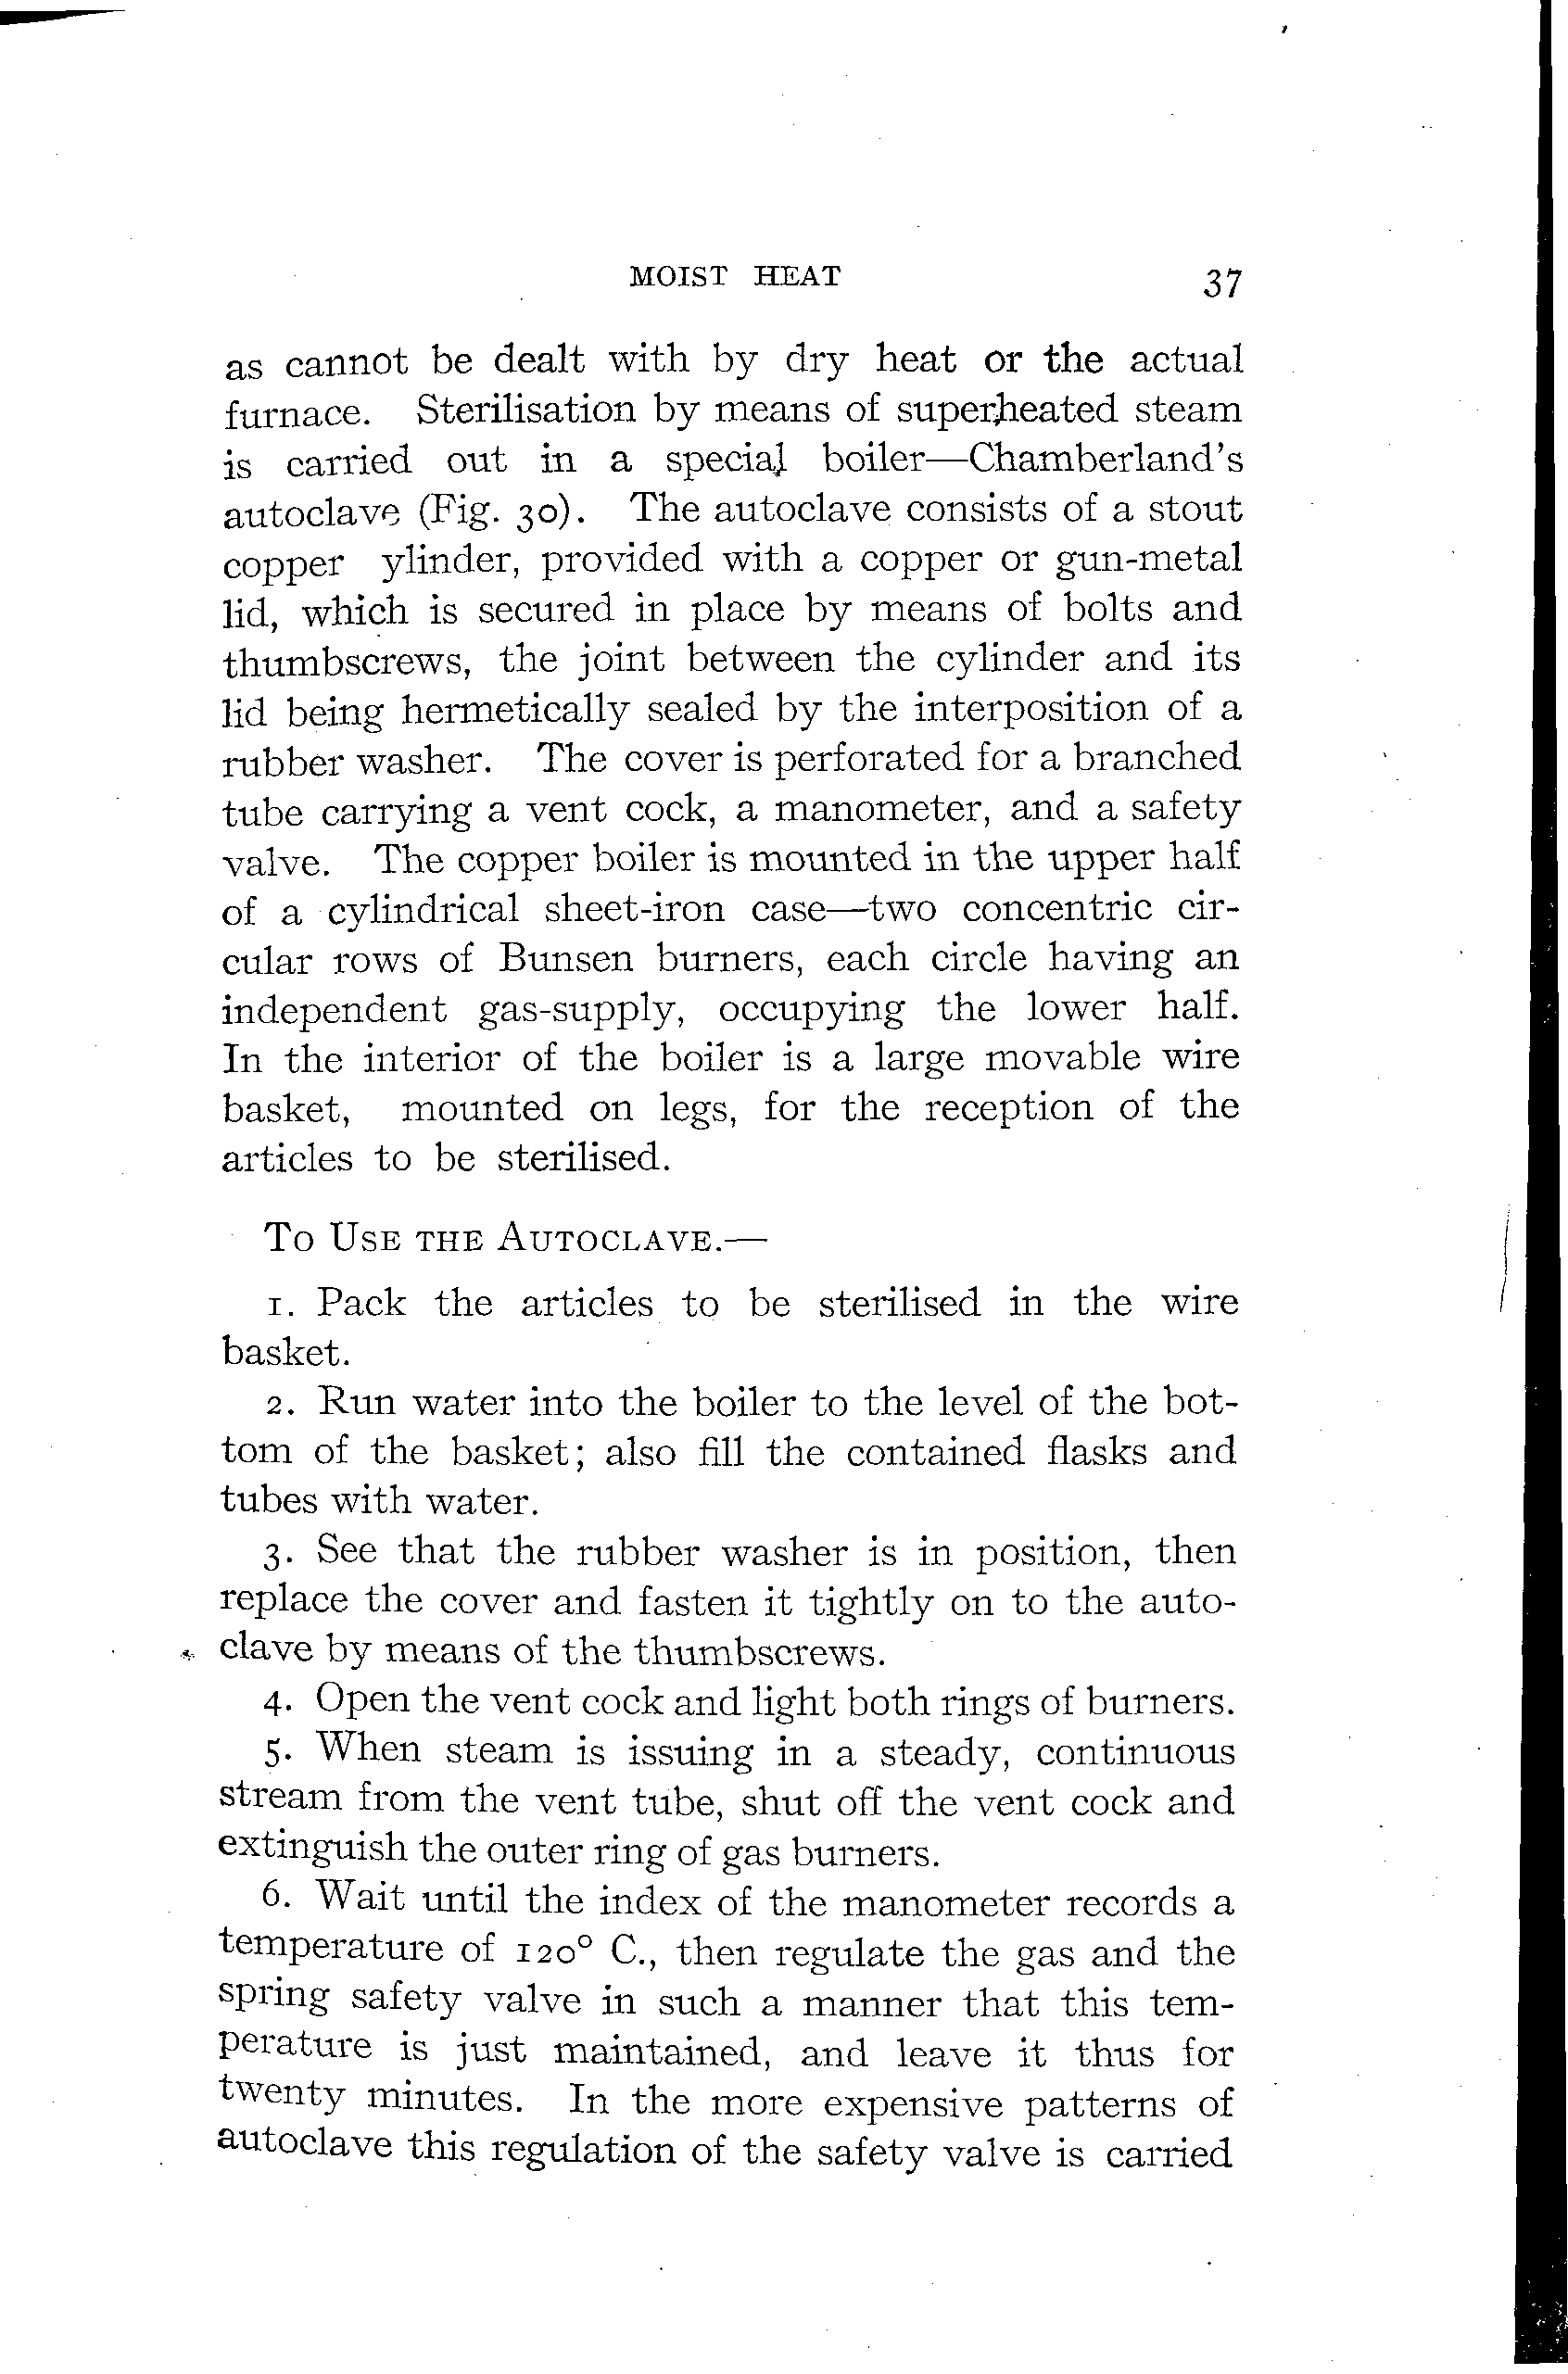 MOIST HEAT 37
as cannot be dealt with by dry heat or the actual
furnace. Sterilisation by means of superheated steam
is carried out in a special boiler—Chamberland's
autoclave (Fig. 30). The autoclave consists of a stout
copper ylinder, provided with a copper or gun-metal
lid, which is secured in place by means of bolts and
thumbscrews, the joint between the cylinder and its
lid being hermetically sealed by the interposition of a
rubber washer. The cover is perforated for a branched
tube carrying a vent cock, a manometer, and a safety
valve. The copper boiler is mounted in the upper half
of a cylindrical sheet-iron case—two concentric cir-
cular rows of Bunsen burners, each circle having an
independent gas-supply, occupying the lower half.
In the interior of the boiler is a large movable wire
basket, mounted on legs, for the reception of the
articles to be sterilised.
To Use the Autoclave.—
1. Pack the articles to be sterilised in the wire
basket.
2. Run water into the boiler to the level of the bot-
tom of the basket; also fill the contained flasks and
tubes with water.
3. See that the rubber washer is in position, then
replace the cover and fasten it tightly on to the auto-
clave by means of the thumbscrews.
4. Open the vent cock and light both rings of burners.
5. When steam is issuing in a steady, continuous
stream from the vent tube, shut off the vent cock and
extinguish the outer ring of gas burners.
6. Wait until the index of the manometer records a
temperature of 120° C., then regulate the gas and the
spring safety valve in such a manner that this tem-
perature is just maintained, and leave it thus for
twenty minutes. In the more expensive patterns of
autoclave this regulation of the safety valve is carried